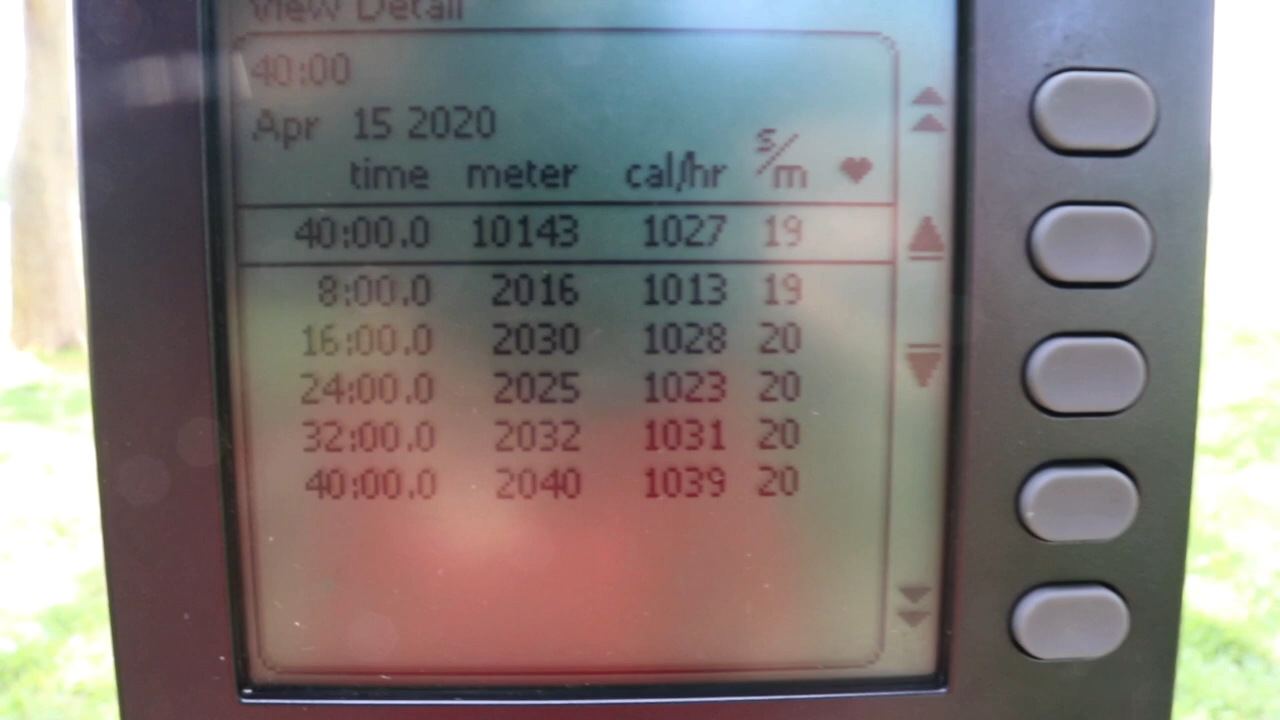 View Detail
40:00
Apr 15 2020
time meter cal/hr s/m ♥
40:00.0 10143 1027 19
8:00.0 2016 1013 19
16:00.0 2030 1028 20
24:00.0 2025 1023 20
32:00.0 2032 1031 20
40:00.0 2040 1039 20